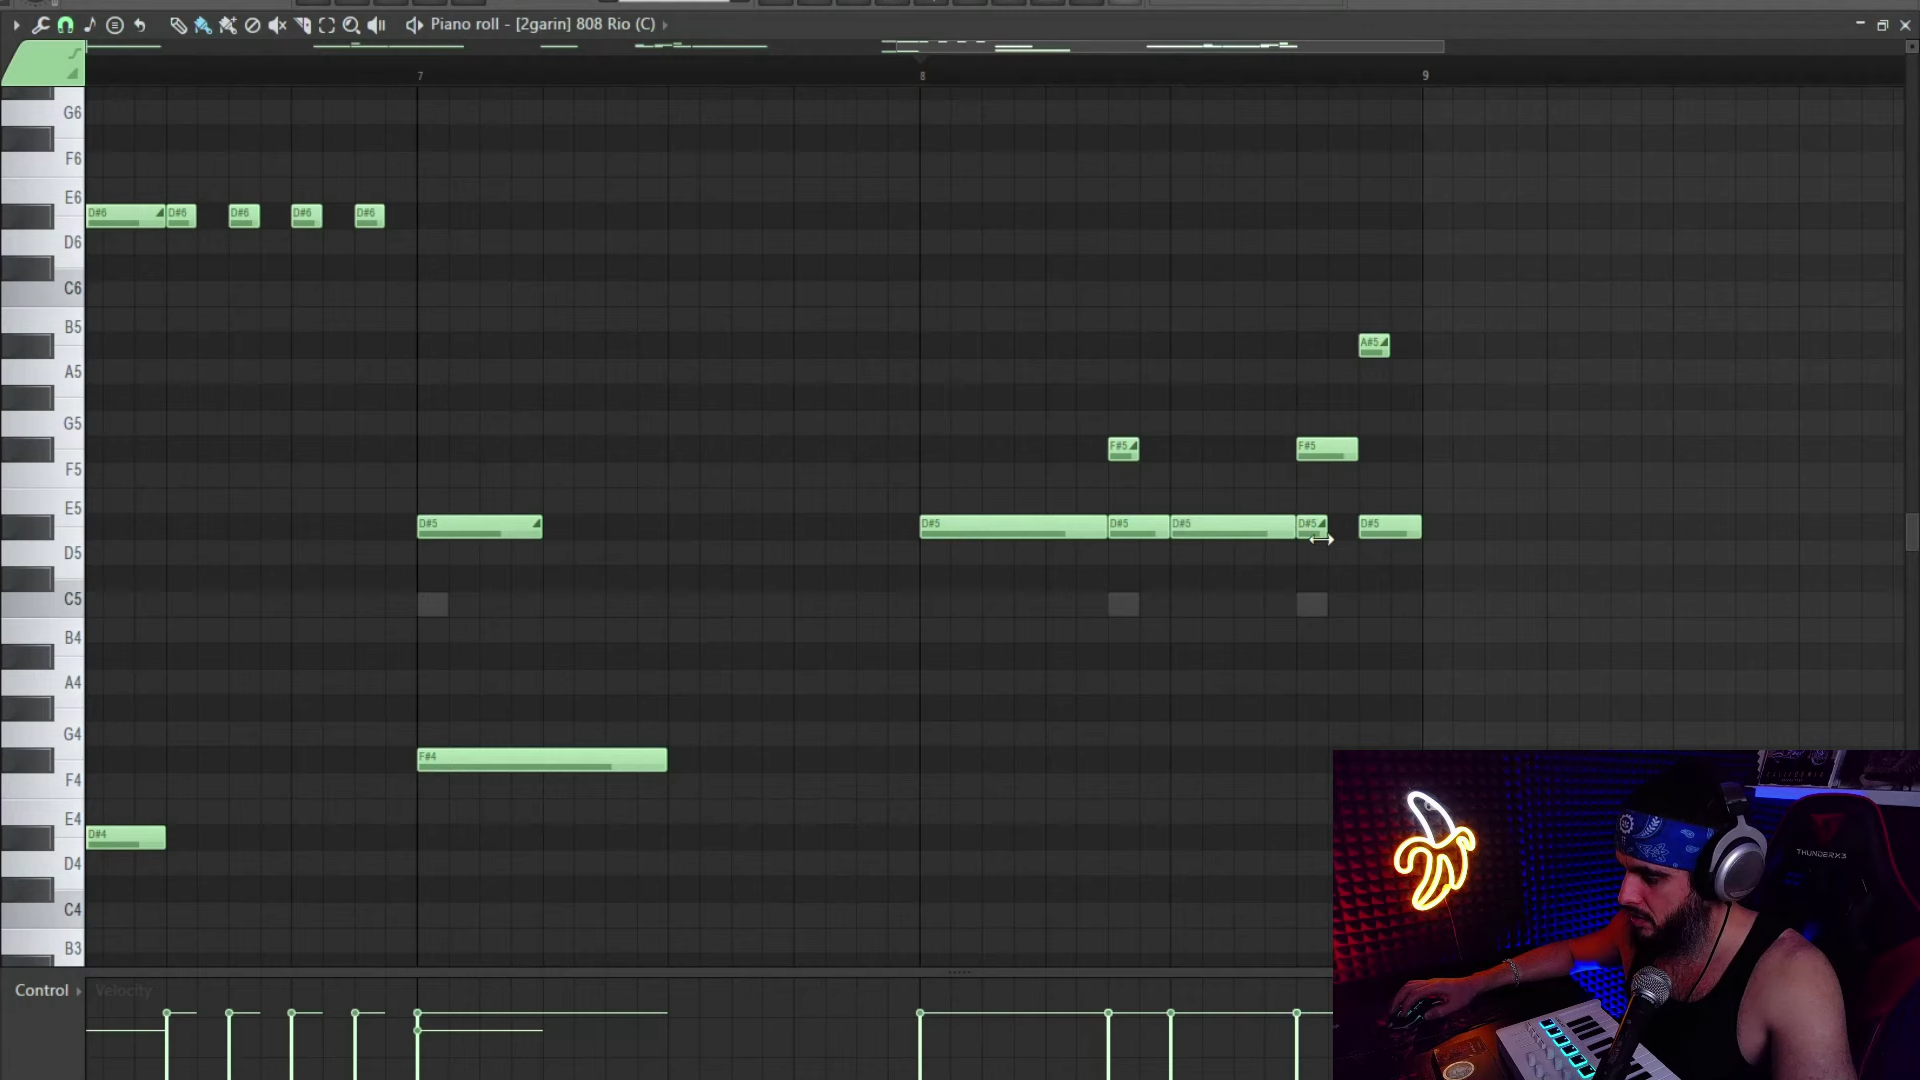 Piano roll - [2garin] 808 Rio (C)
7
8
9
G6
F6
E6
D#6
D#6
D#6
D#6
D#6
D6
C6
B5
A#5
A5
G5
F#5
F#5
F5
E5
D#5
D#5
D#5
D#5
D#5
D#5
D5
C5
B4
A4
G4
F#4
F4
E4
D#4
D4
C4
B3
Control
Velocity
CALIFORNIA
THUNDERX3